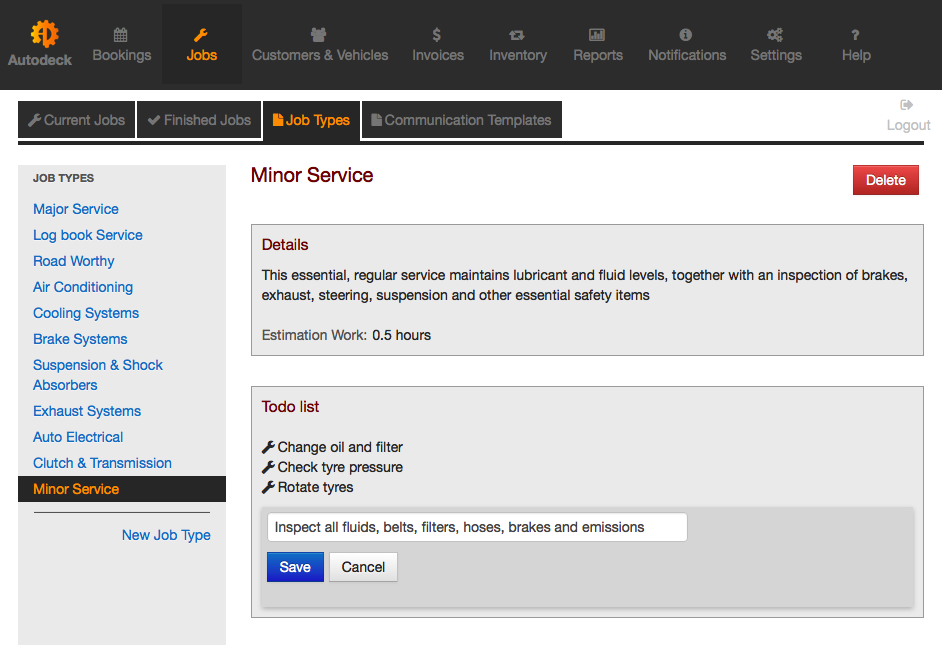 Autodeck
Bookings
Jobs
Customers & Vehicles
Invoices
Inventory
Reports
Notifications
Settings
Help
Current Jobs
Finished Jobs
Job Types
Communication Templates
Logout
JOB TYPES
Major Service
Log book Service
Road Worthy
Air Conditioning
Cooling Systems
Brake Systems
Suspension & Shock
Absorbers
Exhaust Systems
Auto Electrical
Clutch & Transmission
Minor Service
New Job Type
Minor Service
Delete
Details
This essential, regular service maintains lubricant and fluid levels, together with an inspection of brakes,
exhaust, steering, suspension and other essential safety items
Estimation Work: 0.5 hours
Todo list
Change oil and filter
Check tyre pressure
Rotate tyres
Inspect all fluids, belts, filters, hoses, brakes and emissions
Save
Cancel